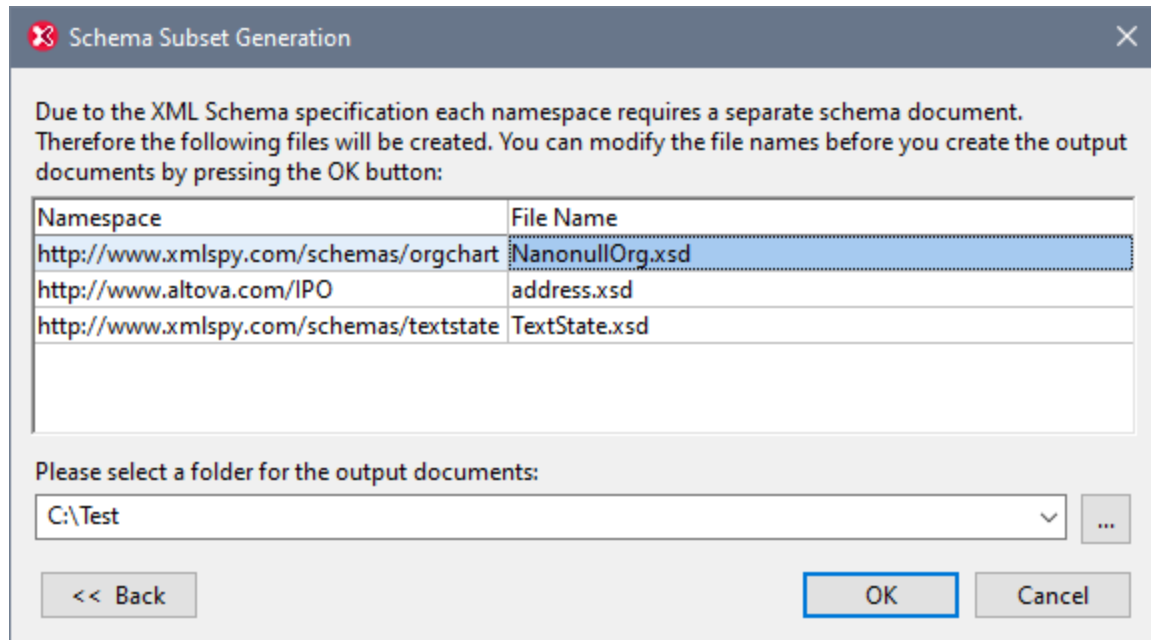 Schema Subset Generation
Due to the XML Schema specification each namespace requires a separate schema document.
Therefore the following files will be created. You can modify the file names before you create the output
documents by pressing the OK button:
Namespace File Name
http://www.xmlspy.com/schemas/orgchart NanonullOrg.xsd
http://www.altova.com/IPO address.xsd
http://www.xmlspy.com/schemas/textstate TextState.xsd
Please select a folder for the output documents:
C:\Test ...
<< Back OK Cancel